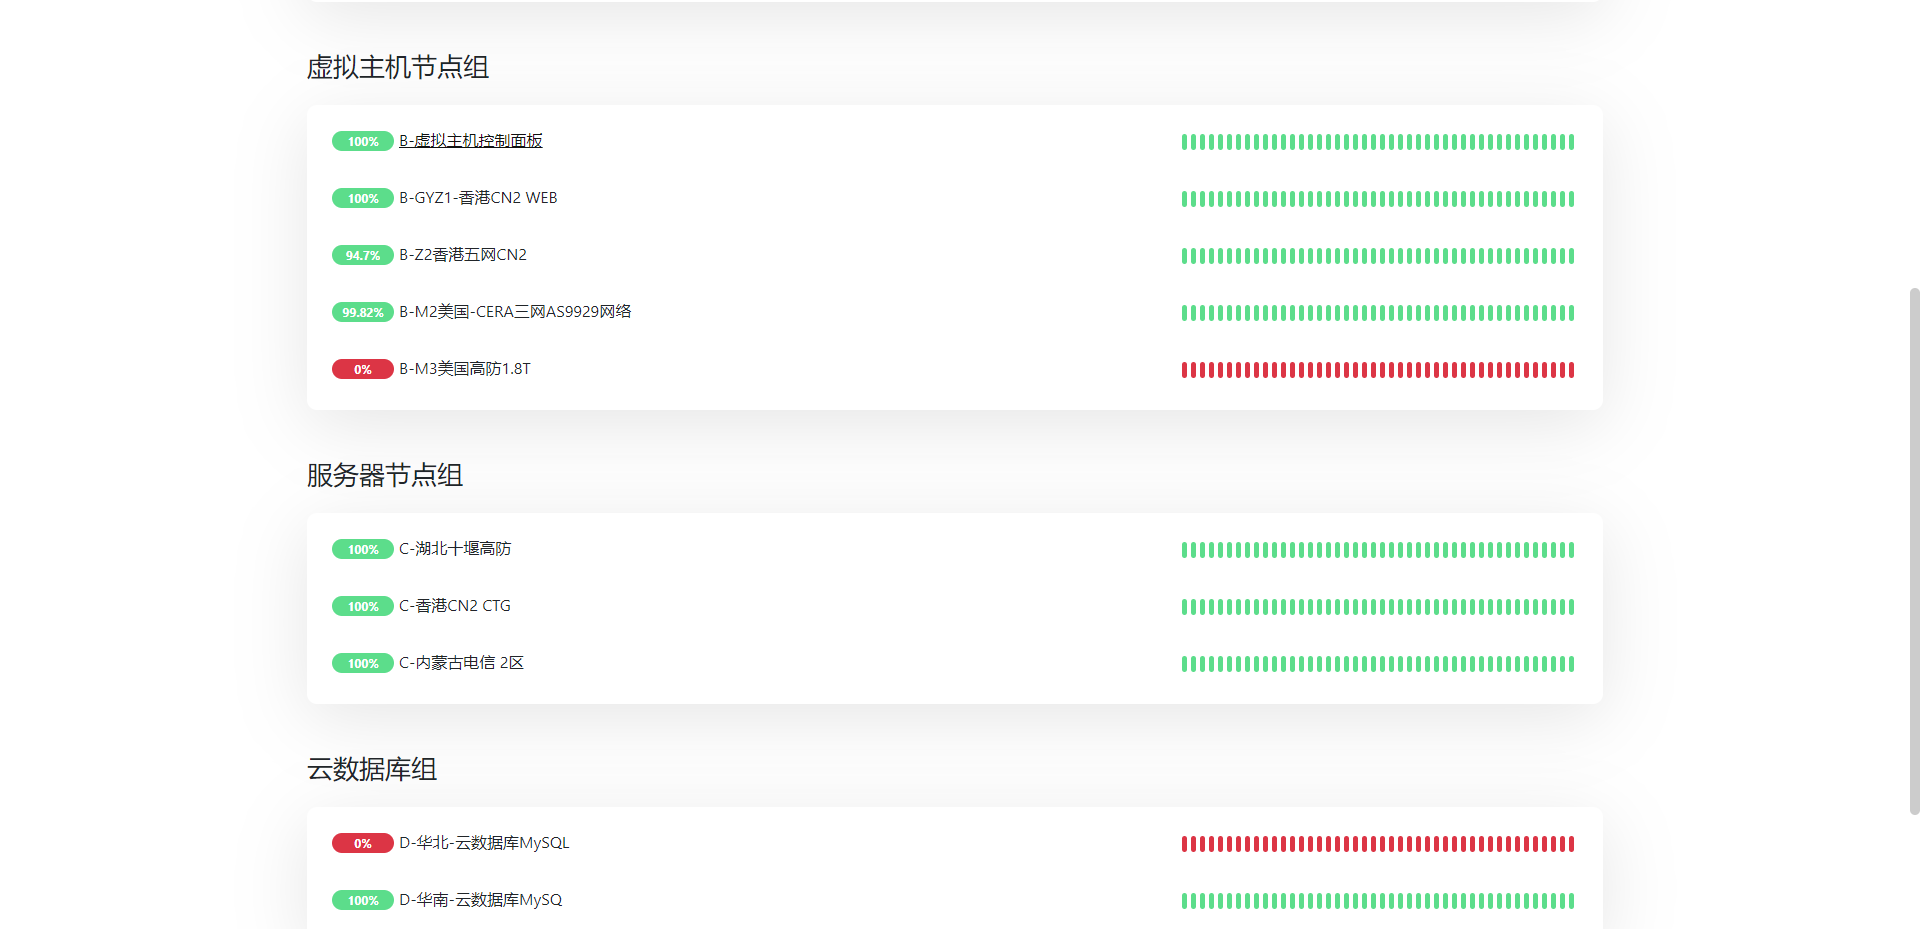 虚拟主机节点组
100% B-虚拟主机控制面板
100% B-GYZ1-香港CN2 WEB
94.7% B-Z2香港五网CN2
99.82% B-M2美国-CERA三网AS9929网络
0% B-M3美国高防1.8T
服务器节点组
100% C-湖北十堰高防
100% C-香港CN2 CTG
100% C-内蒙古电信 2区
云数据库组
0% D-华北-云数据库MySQL
100% D-华南-云数据库MySQ